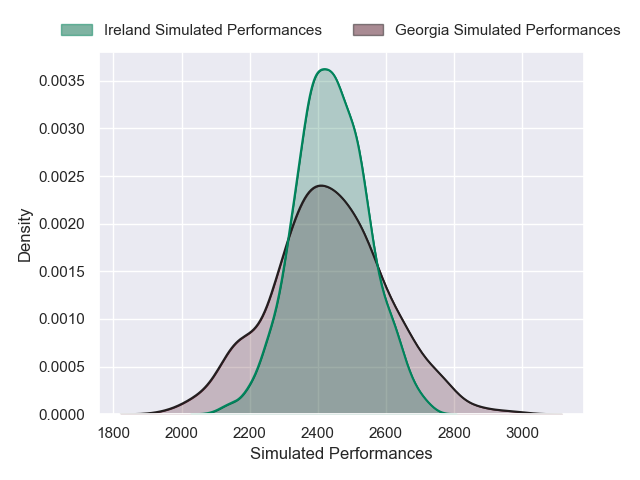 Ireland Simulated Performances Georgia Simulated Performances
0.0035
0.0030
0.0025
0.0020
0.0015
0.0010
0.0005
0.0000
Density
1800 2000 2200 2400 2600 2800 3000
Simulated Performances